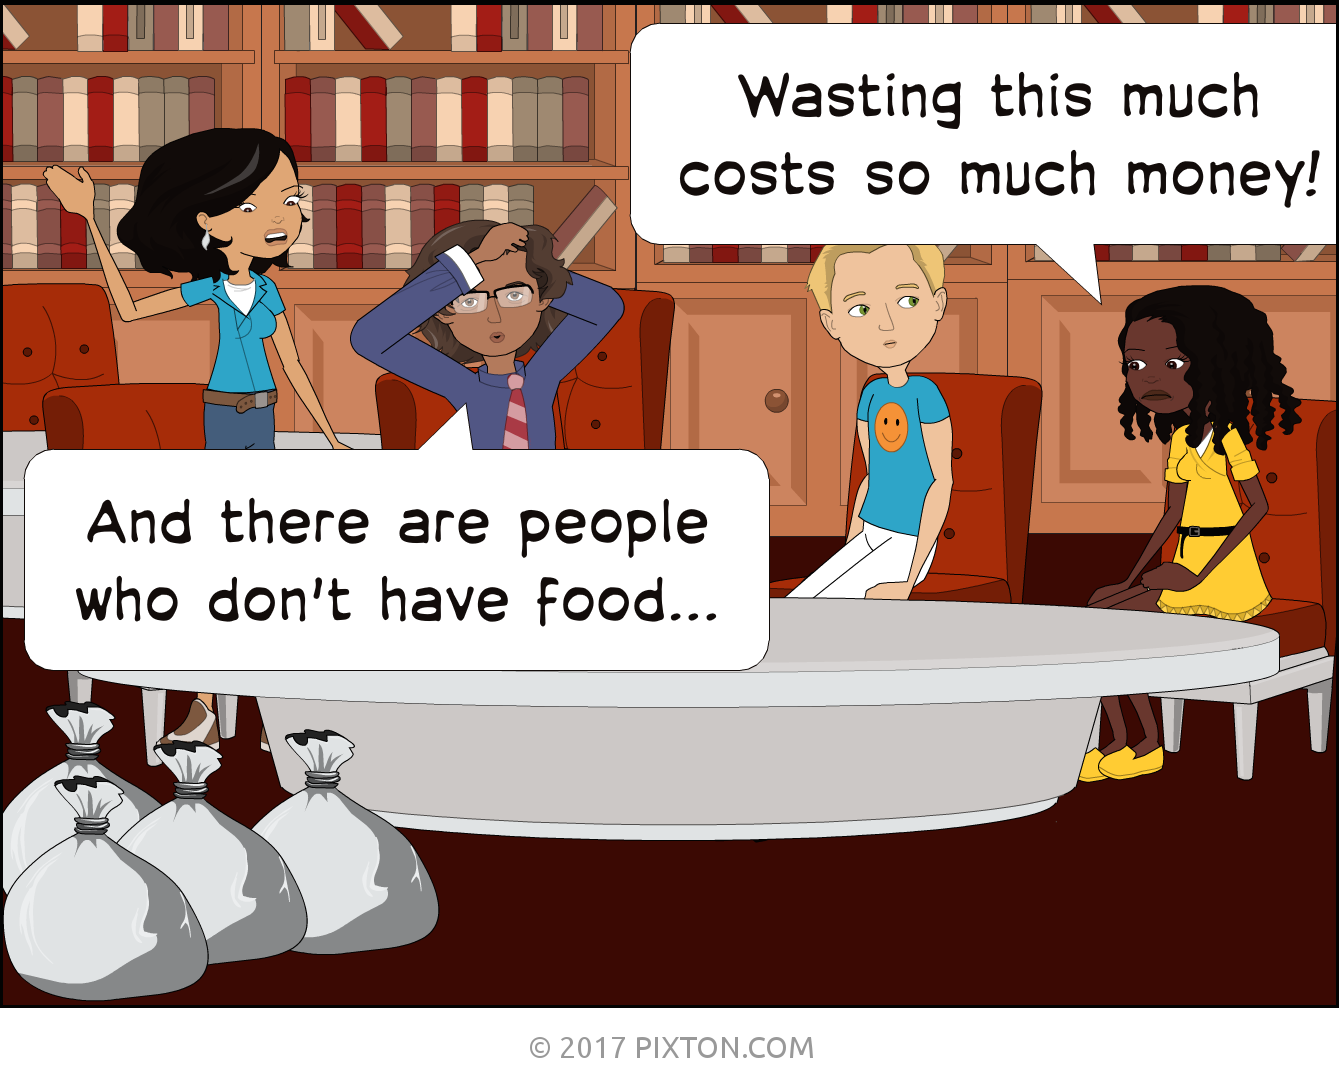 Wasting this much
costs so much money!
And there are people
who don't have food...
© 2017 PIXTON.COM